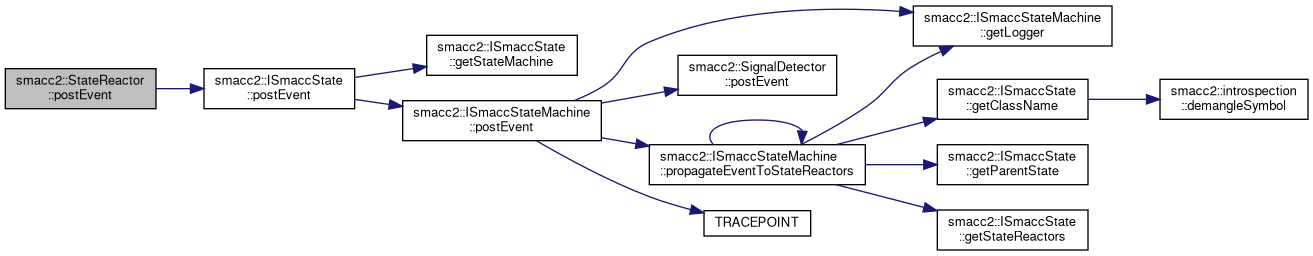 smacc2::StateReactor
::postEvent
smacc2::ISmaccState
::postEvent
smacc2::ISmaccState
::getStateMachine
smacc2::ISmaccStateMachine
::postEvent
smacc2::ISmaccStateMachine
::getLogger
smacc2::SignalDetector
::postEvent
smacc2::ISmaccStateMachine
::propagateEventToStateReactors
TRACEPOINT
smacc2::ISmaccState
::getClassName
smacc2::introspection
::demangleSymbol
smacc2::ISmaccState
::getParentState
smacc2::ISmaccState
::getStateReactors